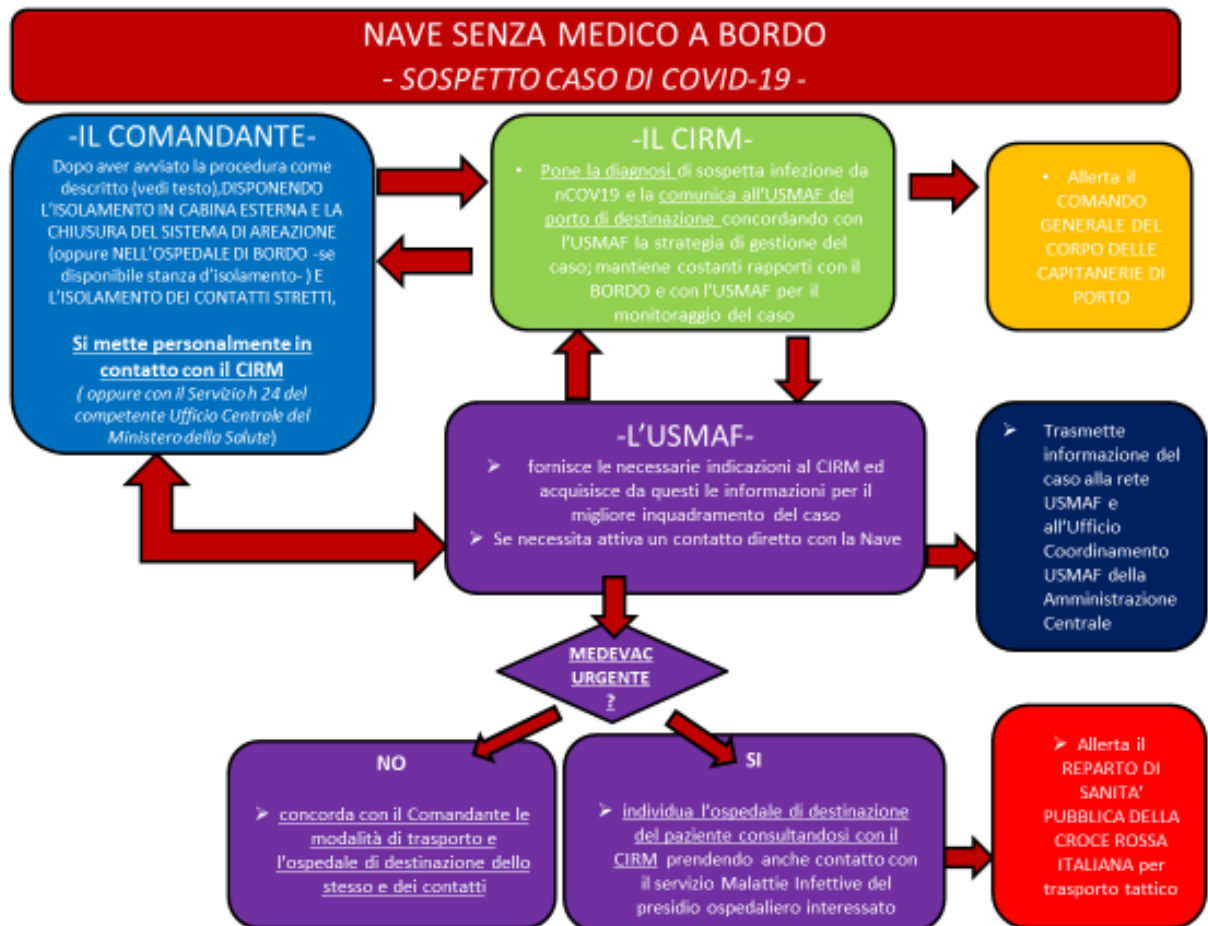 NAVE SENZA MEDICO A BORDO
- SOSPETTO CASO DI COVID-19 -
-IL COMANDANTE-
Dopo aver avviato la procedura come
descritto (vedi testo),DISPONENDO
L'ISOLAMENTO IN CABINA ESTERNA E LA
CHIUSURA DEL SISTEMA DI AREAZIONE
(oppure NELL'OSPEDALE DI BORDO -se
disponibile stanza d'isolamento- ) E
L'ISOLAMENTO DEI CONTATTI STRETTI,
Si mette personalmente in
contatto con il CIRM
( oppure con il Servizio h 24 del
competente Ufficio Centrale del
Ministero della Salute)
-IL CIRM-
• Pone la diagnosi di sospetta infezione da
nCOV19 e la comunica all'USMAF del
porto di destinazione concordando con
l'USMAF la strategia di gestione del
caso; mantiene costanti rapporti con il
BORDO e con l'USMAF per il
monitoraggio del caso
• Allerta il
COMANDO
GENERALE DEL
CORPO DELLE
CAPITANERIE DI
PORTO
-L'USMAF-
➢ fornisce le necessarie indicazioni al CIRM ed
acquisisce da questi le informazioni per il
migliore inquadramento del caso
➢ Se necessita attiva un contatto diretto con la Nave
➢ Trasmette
informazione del
caso alla rete
USMAF e
all'Ufficio
Coordinamento
USMAF della
Amministrazione
Centrale
MEDEVAC
URGENTE
?
NO
➢ concorda con il Comandante le
modalità di trasporto e
l'ospedale di destinazione dello
stesso e dei contatti
SI
➢ individua l'ospedale di destinazione
del paziente consultandosi con il
CIRM prendendo anche contatto con
il servizio Malattie Infettive del
presidio ospedaliero interessato
➢ Allerta il
REPARTO DI
SANITA'
PUBBLICA DELLA
CROCE ROSSA
ITALIANA per
trasporto tattico